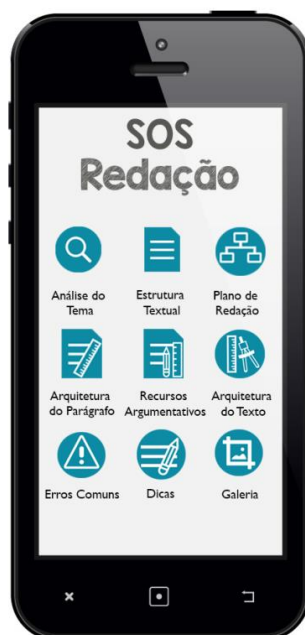 SOS
Redação
Análise do
Tema
Estrutura
Textual
Plano de
Redação
Arquitetura
do Parágrafo
Recursos
Argumentativos
Arquitetura
do Texto
Erros Comuns
Dicas
Galeria